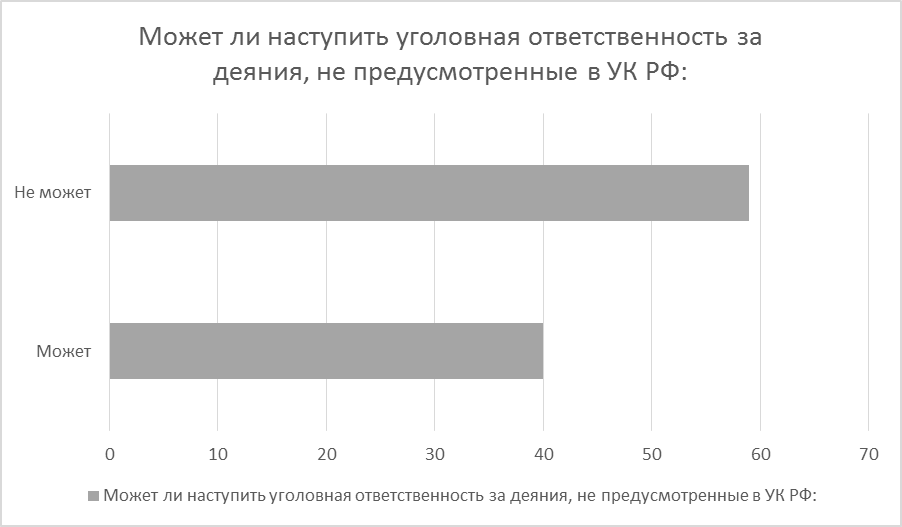 Может ли наступить уголовная ответственность за
деяния, не предусмотренные в УК РФ:
Не может
Может
0 10 20 30 40 50 60 70
Может ли наступить уголовная ответственность за деяния, не предусмотренные в УК РФ: